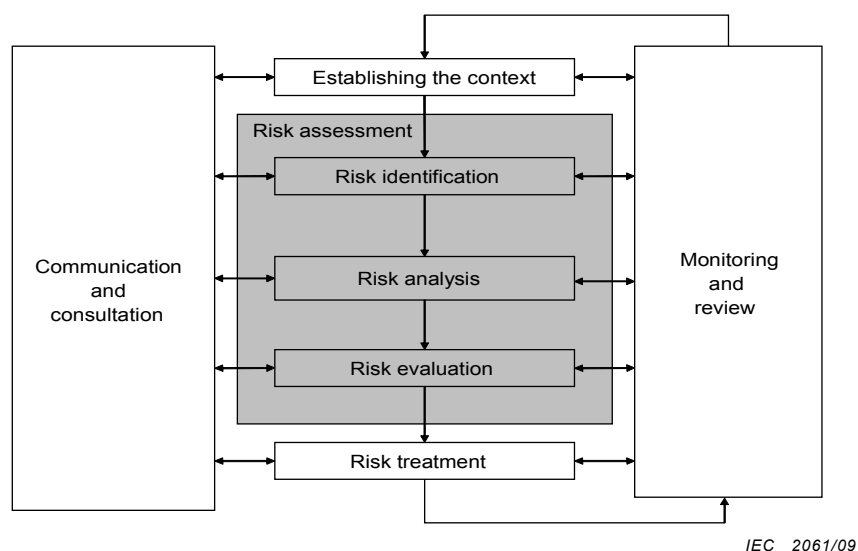 Establishing the context
Risk assessment
Risk identification
Risk analysis
Risk evaluation
Risk treatment
Communication
and
consultation
Monitoring
and
review
IEC 2061/09